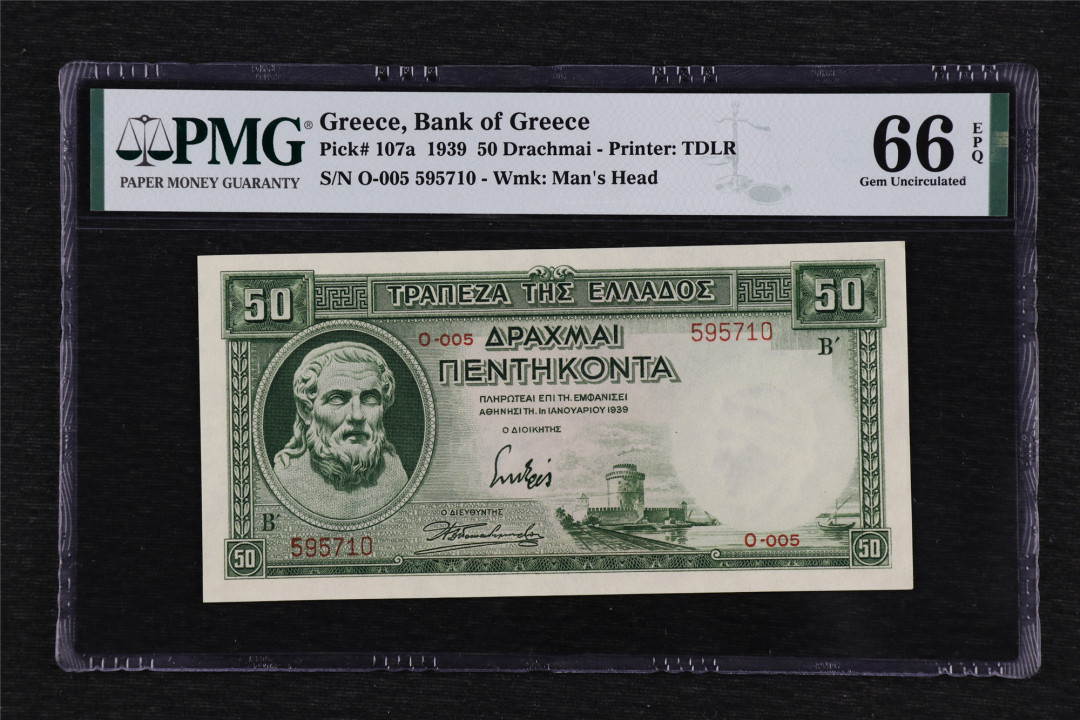 PMG®
PAPER MONEY GUARANTY
Greece, Bank of Greece
Pick# 107a 1939 50 Drachmai - Printer: TDLR
S/N O-005 595710 - Wmk: Man's Head
66
EPQ
Gem Uncirculated
50
ΤΡΑΠΕΖΑ ΤΗΣ ΕΛΛΑΔΟΣ
50
O-005 ΔΡΑΧΜΑΙ 595710
Β′
ΠΕΝΤΗΚΟΝΤΑ
ΠΛΗΡΩΤΕΑΙ ΕΠΙ ΤΗ. ΕΜΦΑΝΙΣΕΙ
ΑΘΗΝΗΣΙ ΤΗ. 1η ΙΑΝΟΥΑΡΙΟΥ 1939
Ο ΔΙΟΙΚΗΤΗΣ
Ο ΔΙΕΥΘΥΝΤΗΣ
Β′
595710
O-005
50
50